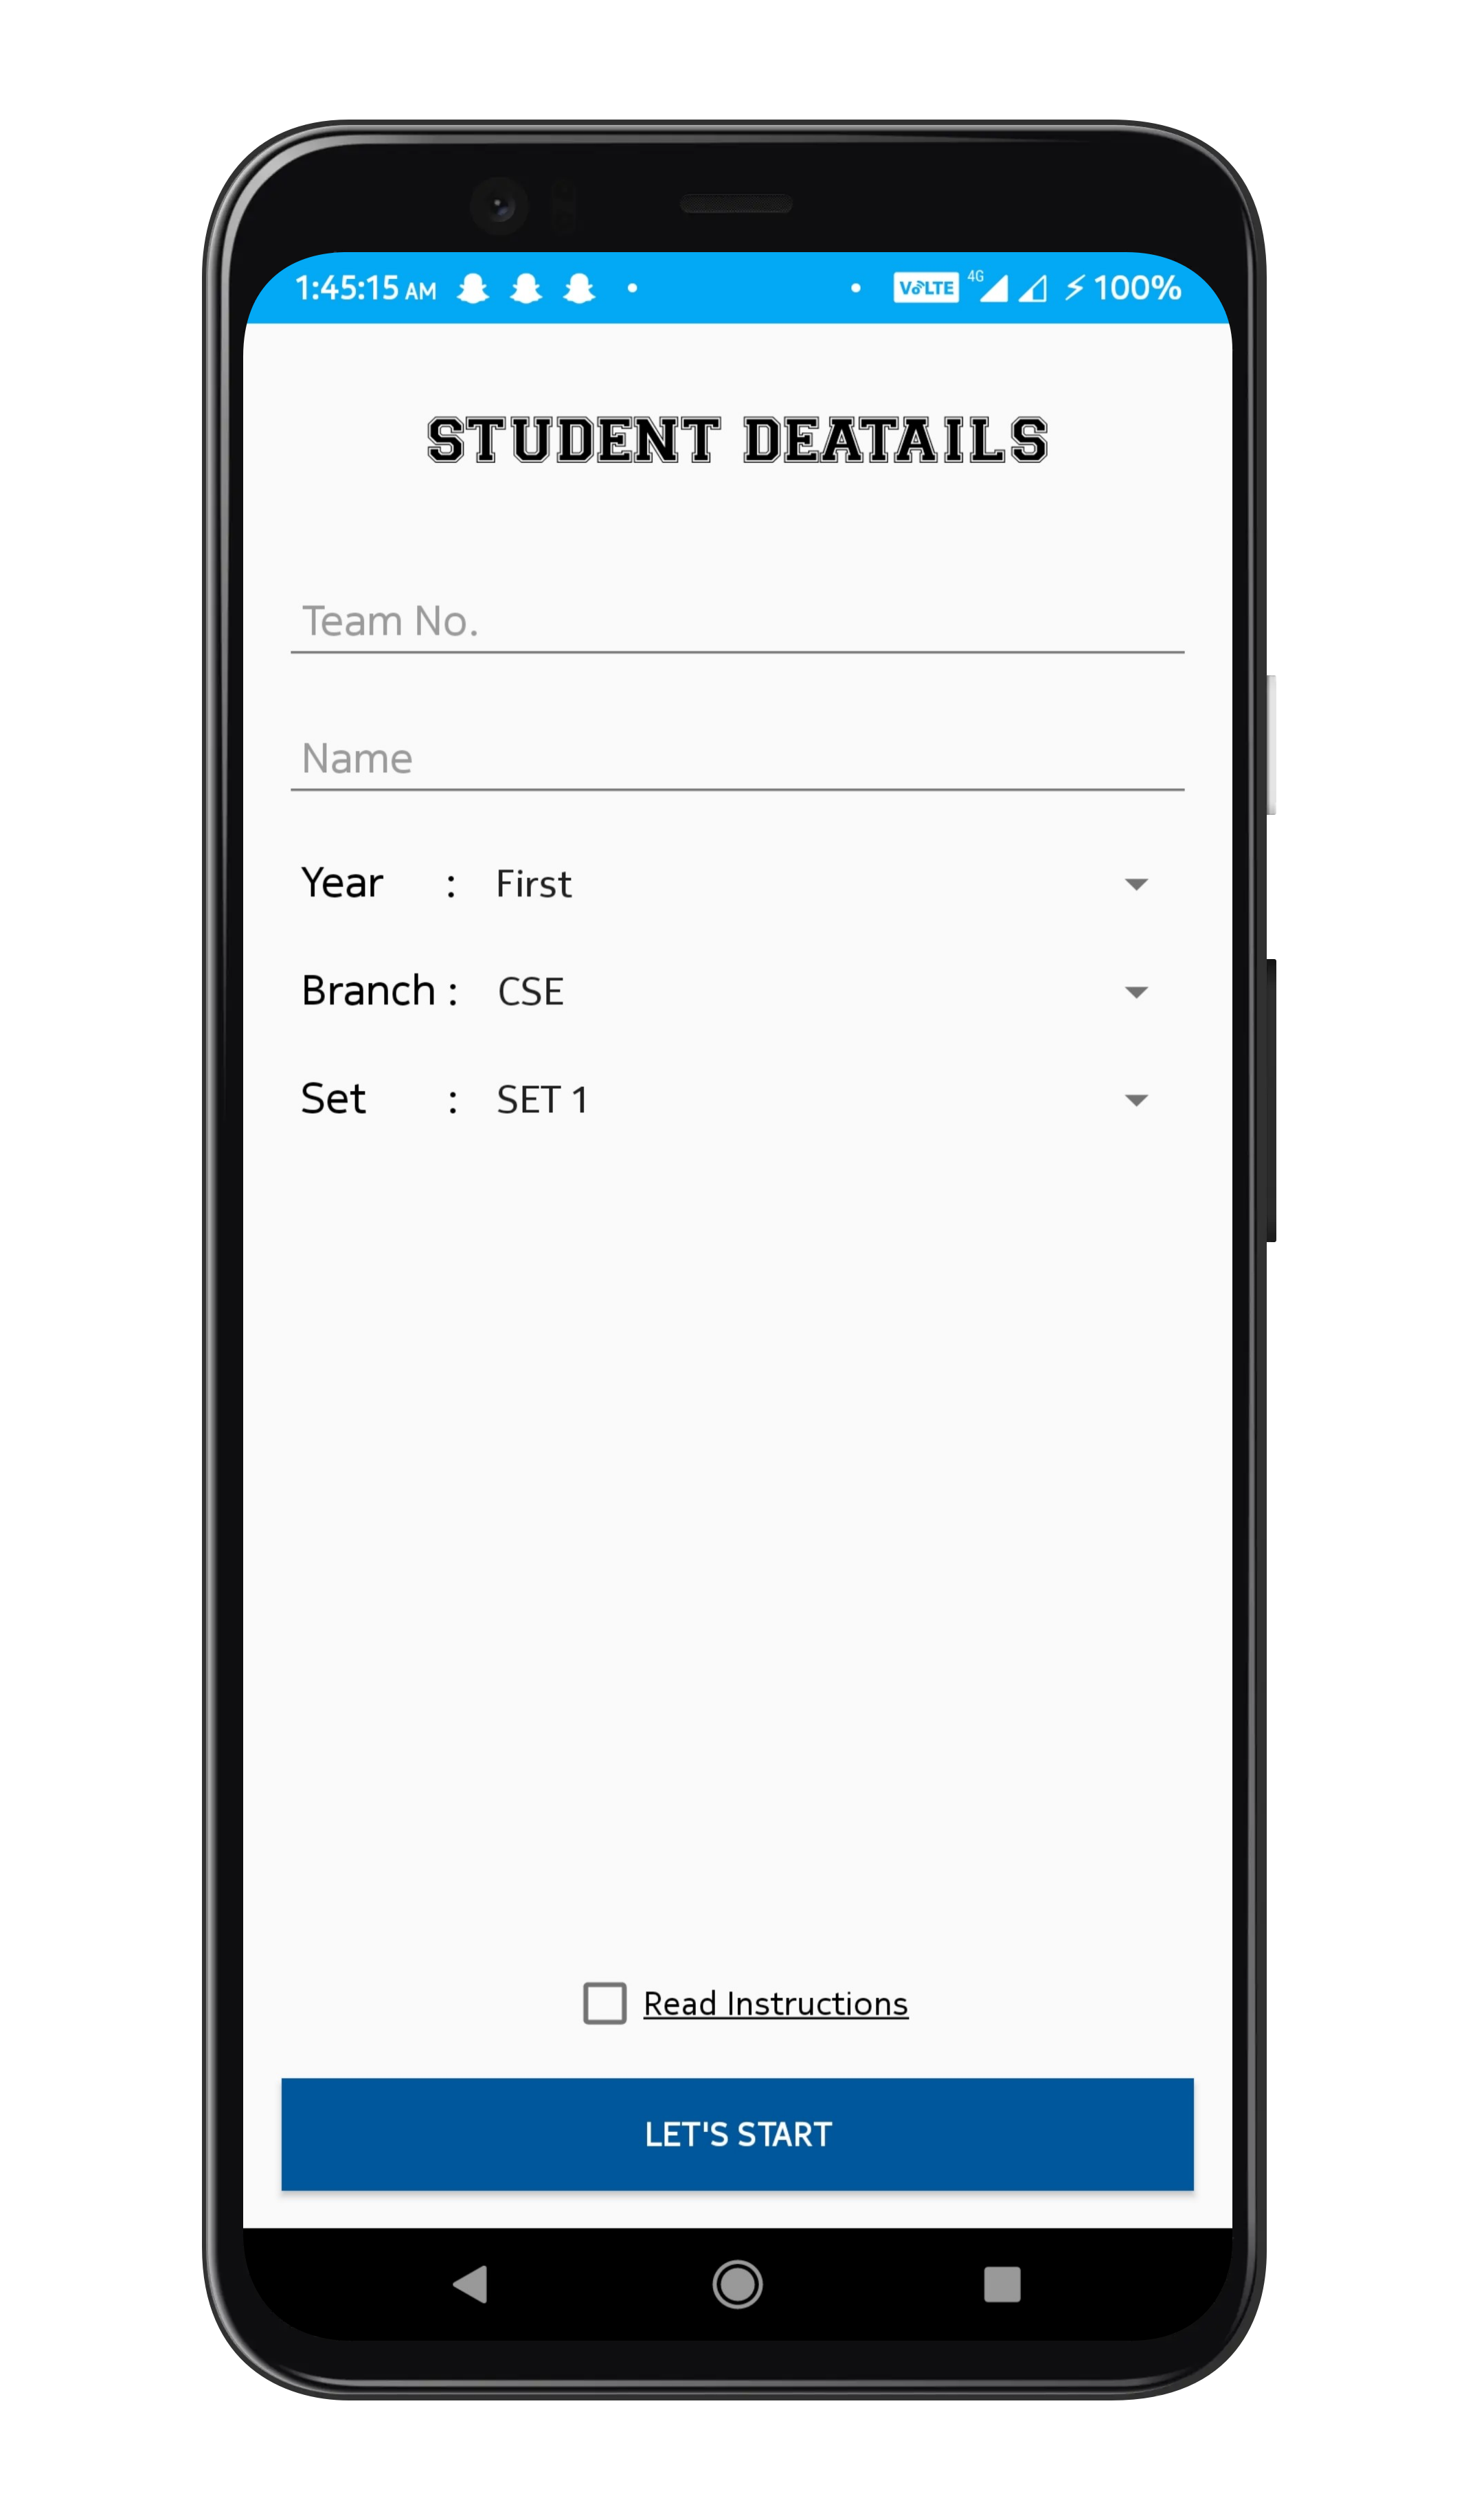 1:45:15 AM VoLTE 4G 100%
STUDENT DEATAILS
Team No.
Name
Year : First
Branch : CSE
Set : SET 1
Read Instructions
LET'S START